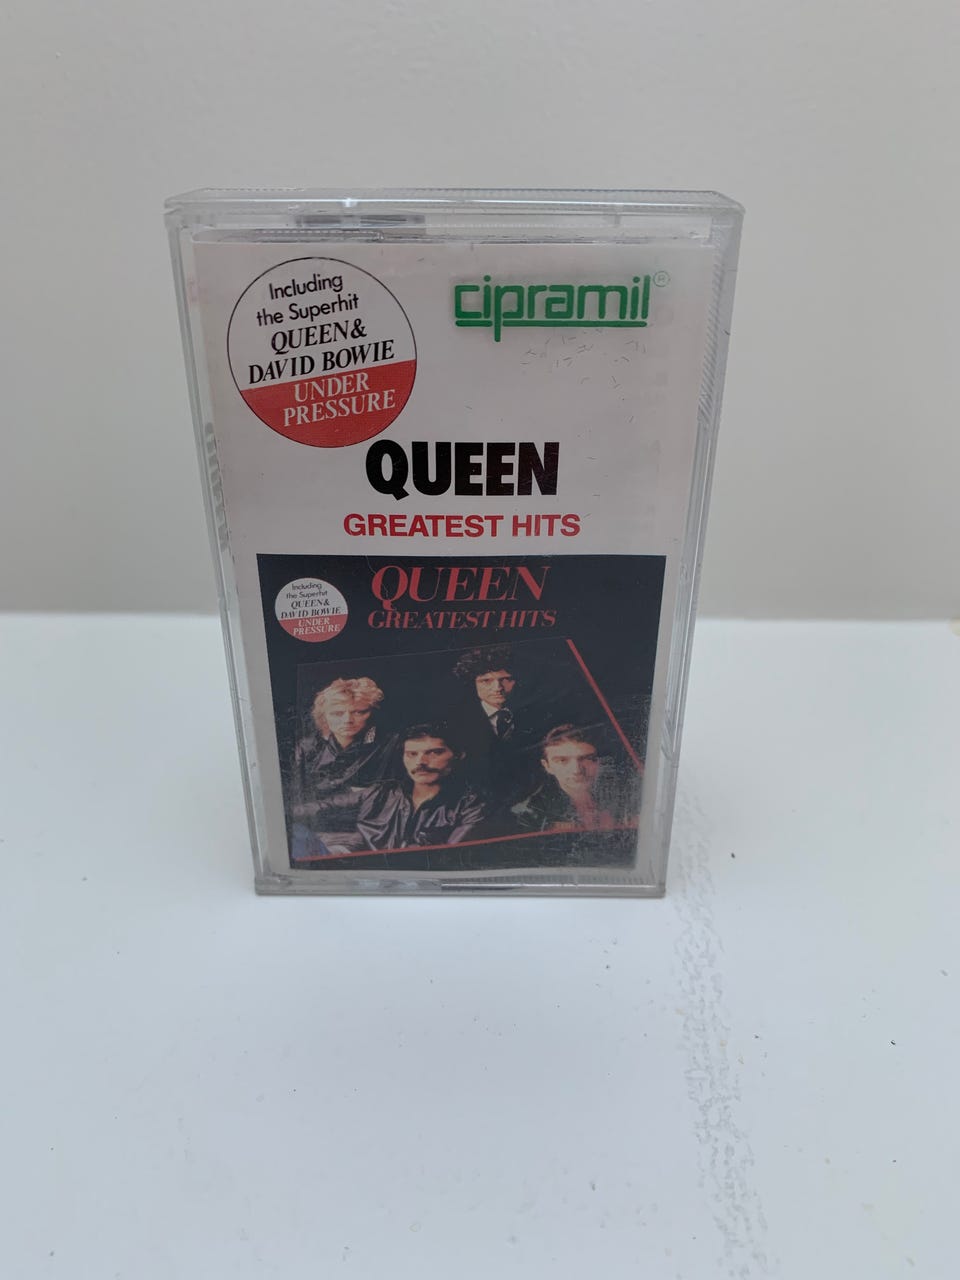 Including
the Superhit
QUEEN&
DAVID BOWIE
UNDER
PRESSURE
cipramil®
QUEEN
GREATEST HITS
QUEEN
GREATEST HITS
Including
the Superhit
QUEEN&
DAVID BOWIE
UNDER
PRESSURE